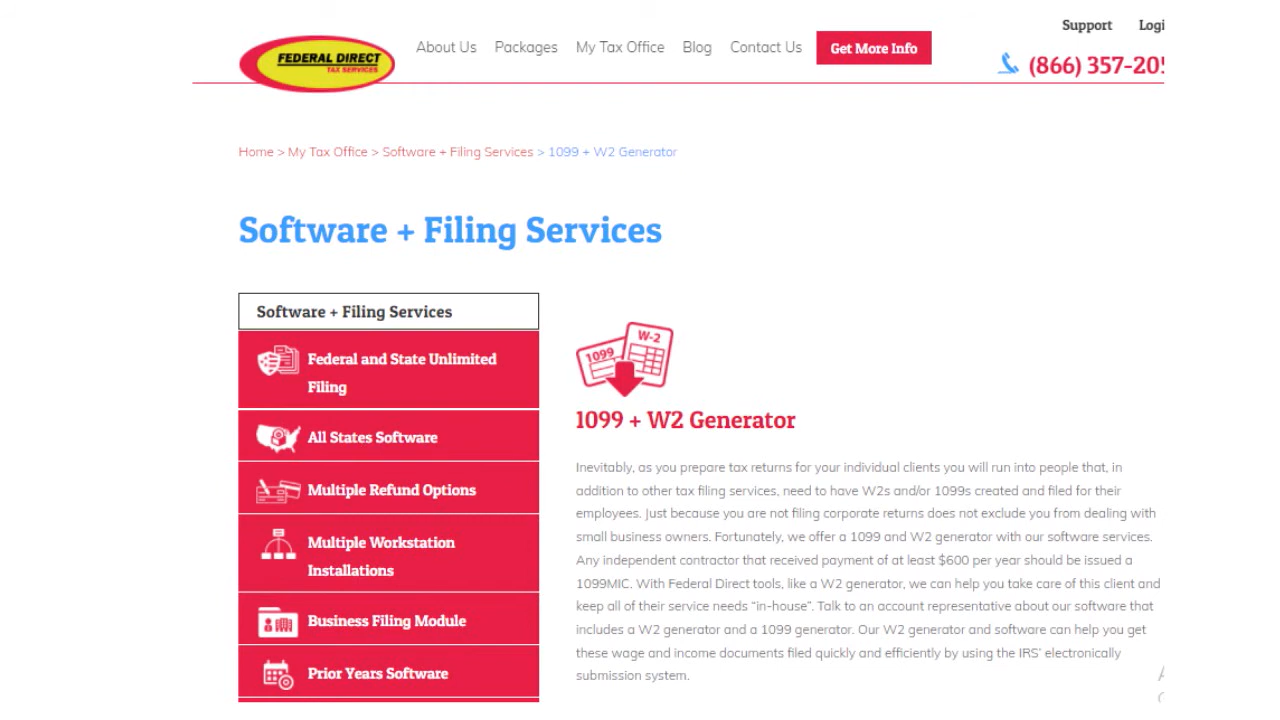 Support Logi
FEDERAL DIRECT
TAX SERVICES
About Us Packages My Tax Office Blog Contact Us Get More Info
(866) 357-20
Home > My Tax Office > Software + Filing Services > 1099 + W2 Generator
Software + Filing Services
Software + Filing Services
Federal and State Unlimited
Filing
All States Software
Multiple Refund Options
Multiple Workstation
Installations
Business Filing Module
Prior Years Software
1099
W-2
1099 + W2 Generator
Inevitably, as you prepare tax returns for your individual clients you will run into people that, in
addition to other tax filing services, need to have W2s and/or 1099s created and filed for their
employees. Just because you are not filing corporate returns does not exclude you from dealing with
small business owners. Fortunately, we offer a 1099 and W2 generator with our software services.
Any independent contractor that received payment of at least $600 per year should be issued a
1099MIC. With Federal Direct tools, like a W2 generator, we can help you take care of this client and
keep all of their service needs “in-house”. Talk to an account representative about our software that
includes a W2 generator and a 1099 generator. Our W2 generator and software can help you get
these wage and income documents filed quickly and efficiently by using the IRS’ electronically
submission system.